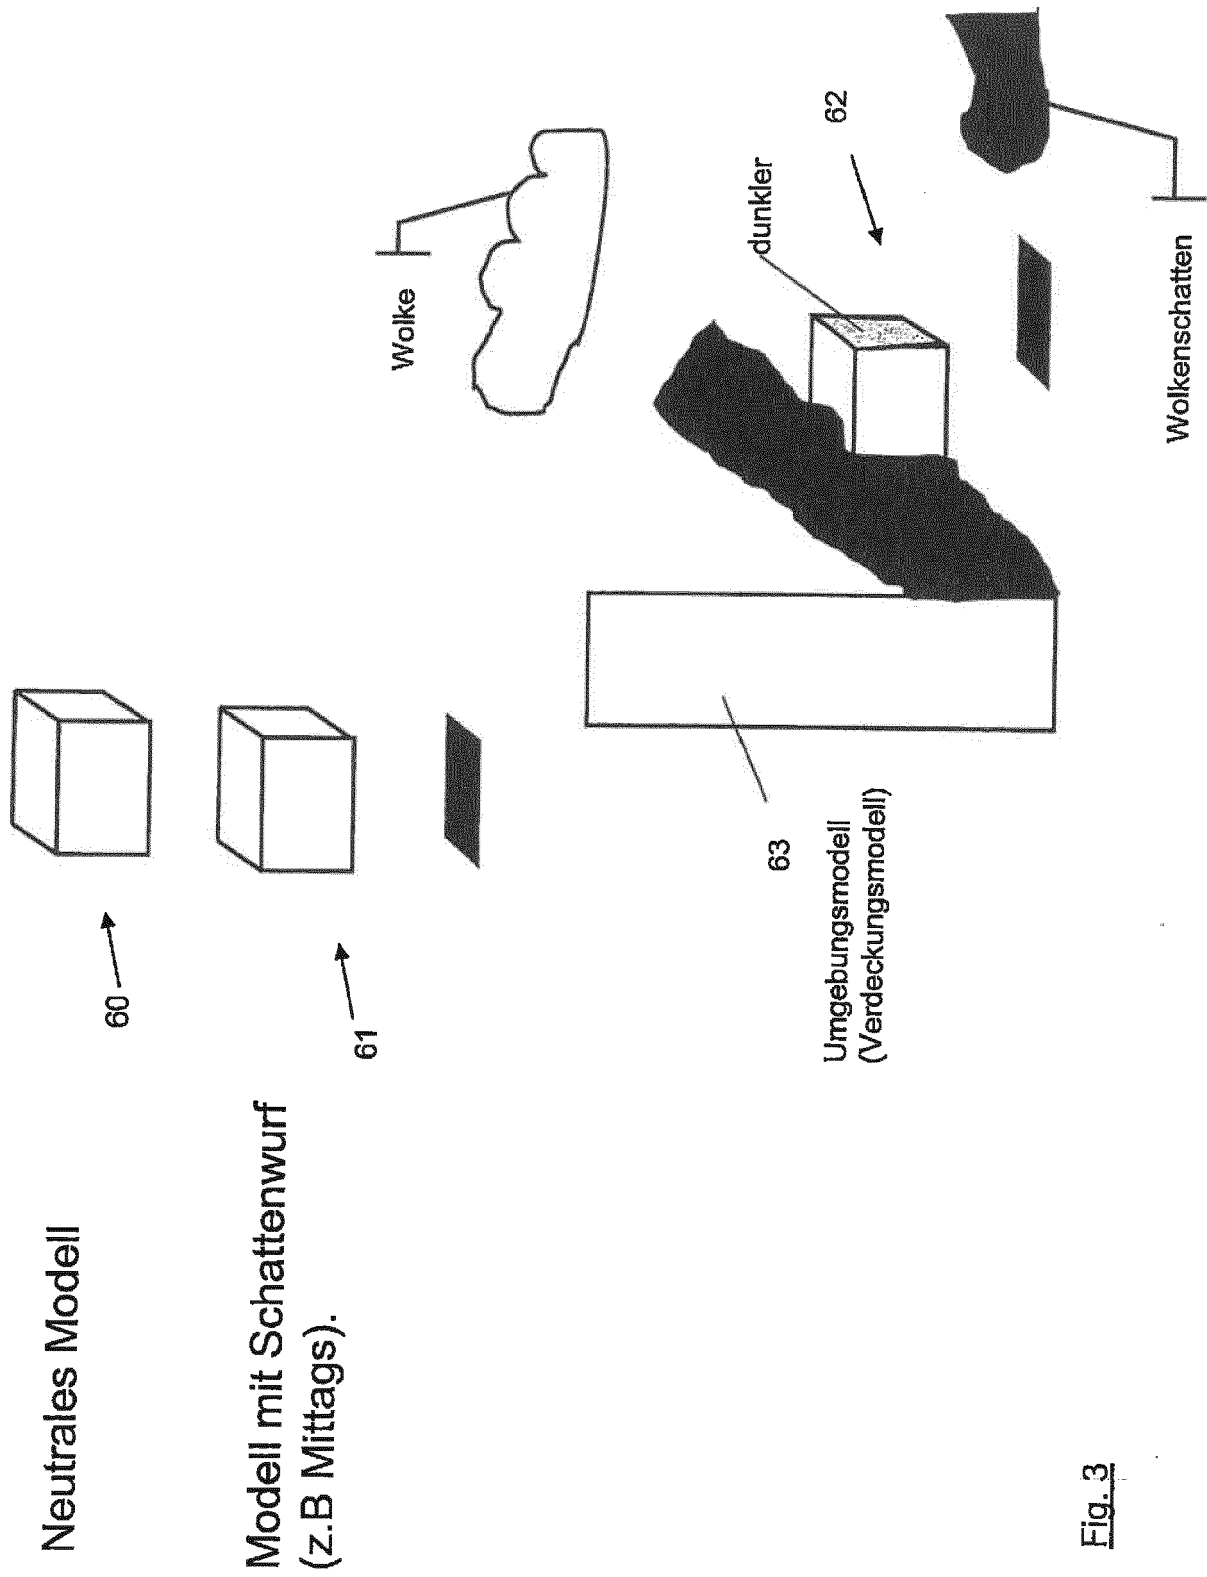 Neutrales Modell
60
Modell mit Schattenwurf
(z.B Mittags).
61
Wolke
dunkler
62
63
Umgebungsmodell
(Verdeckungsmodell)
Wolkenschatten
Fig. 3